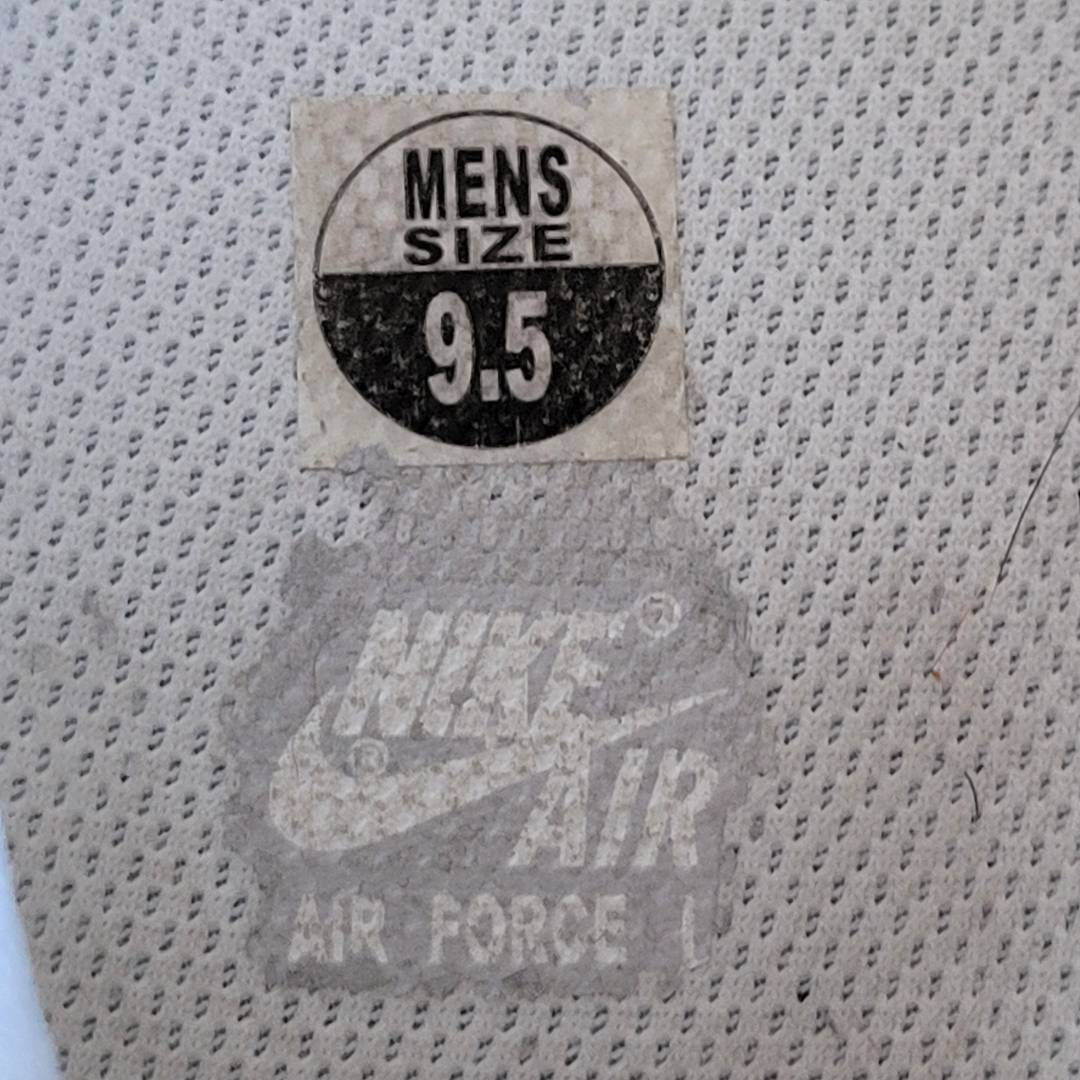 MENS
SIZE
9.5
NIKE®
®
AIR
AIR FORCE 1